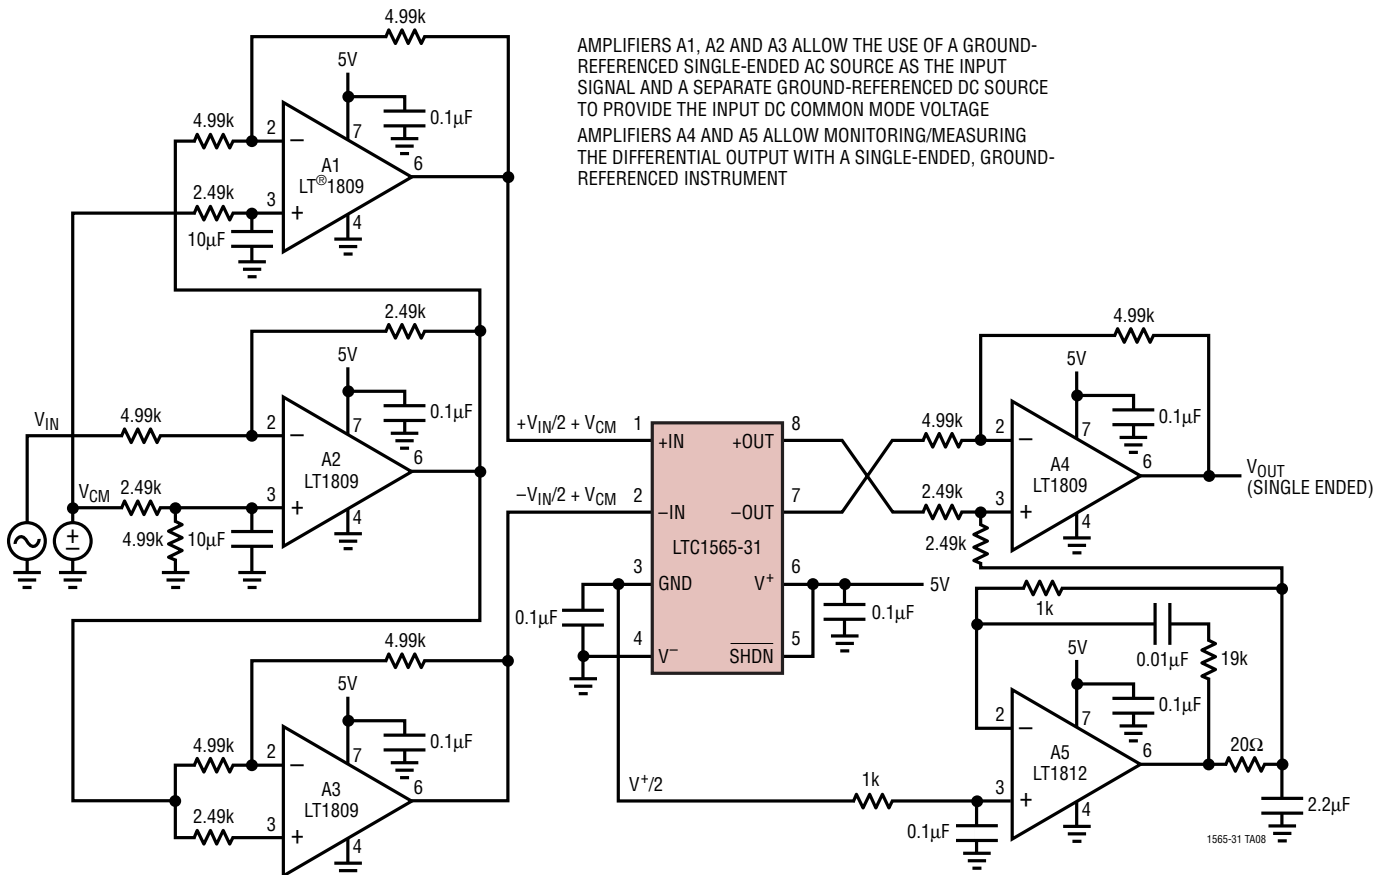 4.99k
AMPLIFIERS A1, A2 AND A3 ALLOW THE USE OF A GROUND-
REFERENCED SINGLE-ENDED AC SOURCE AS THE INPUT
SIGNAL AND A SEPARATE GROUND-REFERENCED DC SOURCE
TO PROVIDE THE INPUT DC COMMON MODE VOLTAGE
AMPLIFIERS A4 AND A5 ALLOW MONITORING/MEASURING
THE DIFFERENTIAL OUTPUT WITH A SINGLE-ENDED, GROUND-
REFERENCED INSTRUMENT
5V
0.1µF
4.99k
2
7
−
A1
LT®1809
6
2.49k
3
+
4
10µF
2.49k
5V
0.1µF
VIN
4.99k
2
7
−
A2
LT1809
6
VCM
2.49k
3
+
4
4.99k
10µF
+
−
4.99k
5V
0.1µF
4.99k
2
7
−
A3
LT1809
6
2.49k
3
+
4
+VIN/2 + VCM
1
+IN
+OUT
8
−VIN/2 + VCM
2
−IN
−OUT
7
LTC1565-31
3
GND
V+
6
5V
0.1µF
0.1µF
4
V−
SHDN
5
V+/2
4.99k
5V
0.1µF
4.99k
2
7
−
A4
LT1809
6
VOUT
(SINGLE ENDED)
2.49k
3
+
4
2.49k
1k
0.01µF
19k
5V
0.1µF
2
7
−
A5
LT1812
6
20Ω
1k
3
+
4
0.1µF
2.2µF
1565-31 TA08